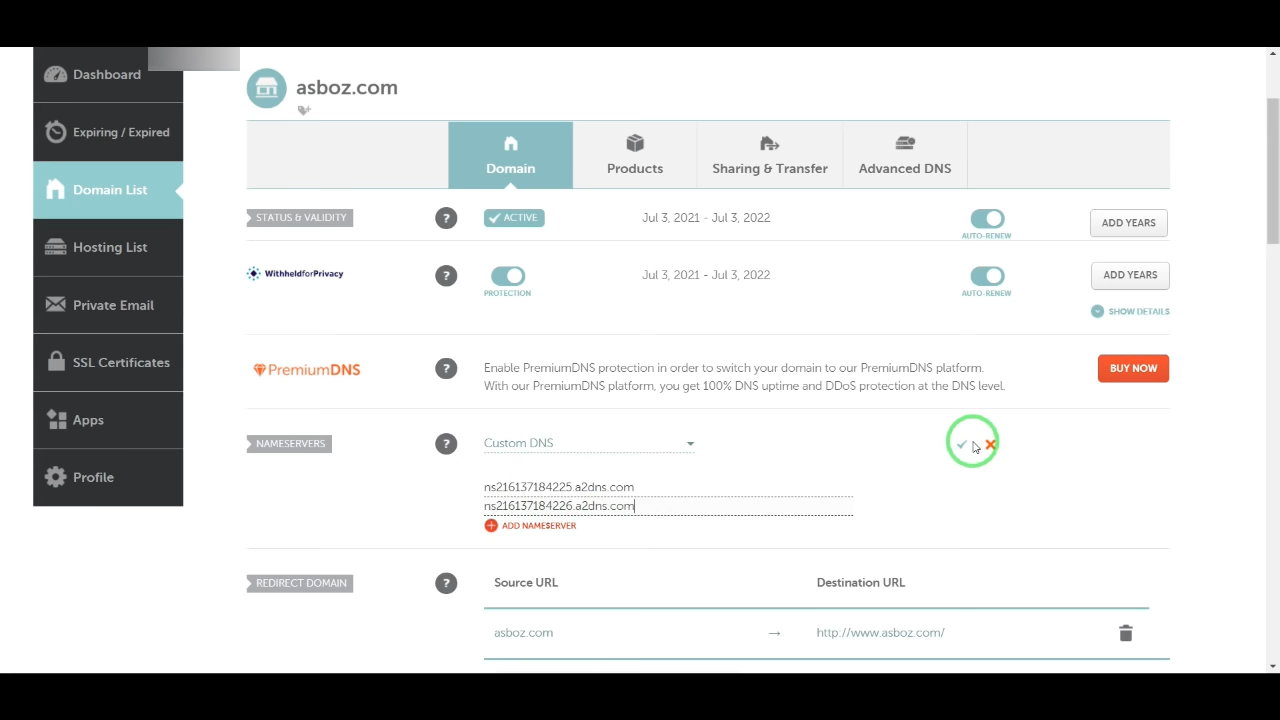 Dashboard
Expiring / Expired
Domain List
Hosting List
Private Email
SSL Certificates
Apps
Profile
asboz.com
Domain
Products
Sharing & Transfer
Advanced DNS
STATUS & VALIDITY
?
ACTIVE
Jul 3, 2021 - Jul 3, 2022
AUTO-RENEW
ADD YEARS
WithheldforPrivacy
?
PROTECTION
Jul 3, 2021 - Jul 3, 2022
AUTO-RENEW
ADD YEARS
SHOW DETAILS
PremiumDNS
?
Enable PremiumDNS protection in order to switch your domain to our PremiumDNS platform.
With our PremiumDNS platform, you get 100% DNS uptime and DDoS protection at the DNS level.
BUY NOW
NAMESERVERS
?
Custom DNS
ns216137184225.a2dns.com
ns216137184226.a2dns.com
ADD NAMESERVER
REDIRECT DOMAIN
?
Source URL
Destination URL
asboz.com
→
http://www.asboz.com/